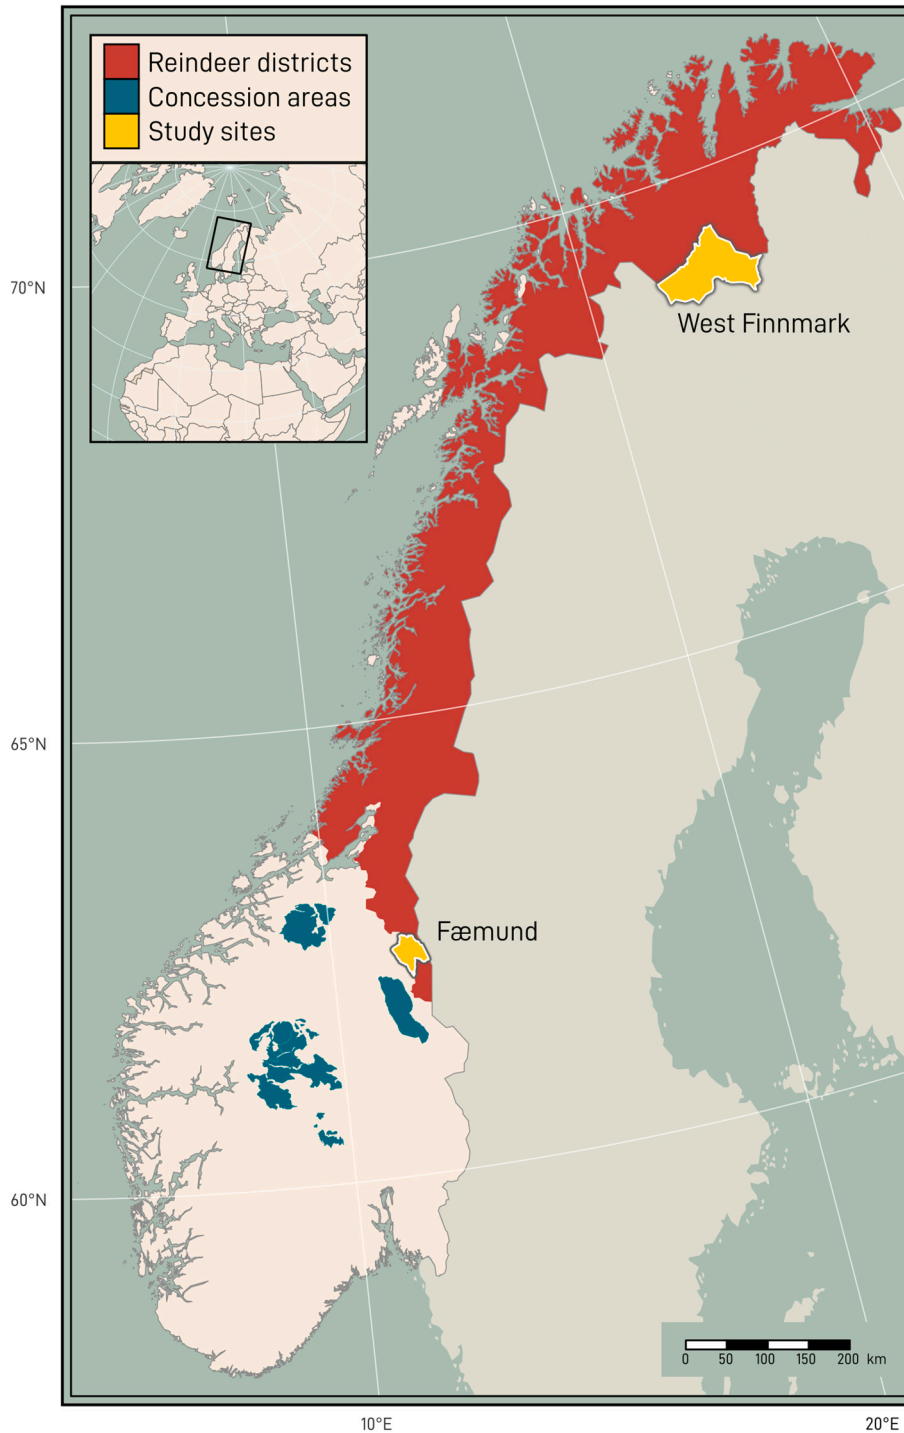 Reindeer districts
Concession areas
Study sites
70°N
West Finnmark
65°N
Fæmund
60°N
0 50 100 150 200 km
10°E
20°E